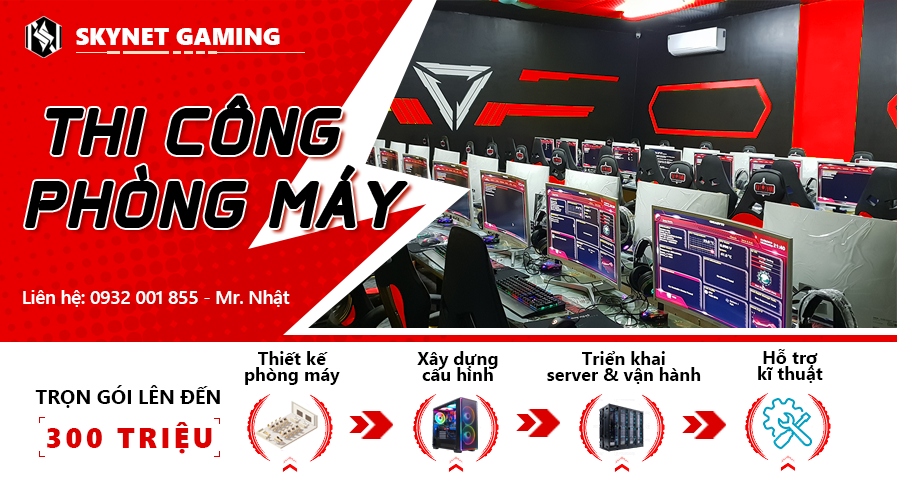 SKYNET GAMING
THI CÔNG
PHÒNG MÁY
Liên hệ: 0932 001 855 - Mr. Nhật
TRỌN GÓI LÊN ĐẾN
300 TRIỆU
Thiết kế
phòng máy
Xây dựng
cấu hình
Triển khai
server & vận hành
Hỗ trợ
kĩ thuật